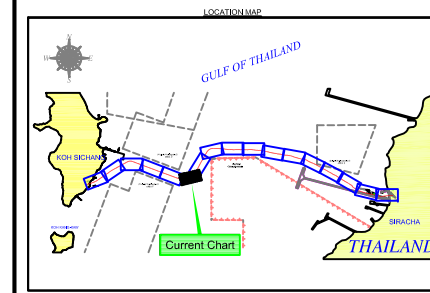 LOCATION MAP
N
W
E
S
GULF OF THAILAND
KOH SICHANG
SIRACHA
Current Chart
THAILAND